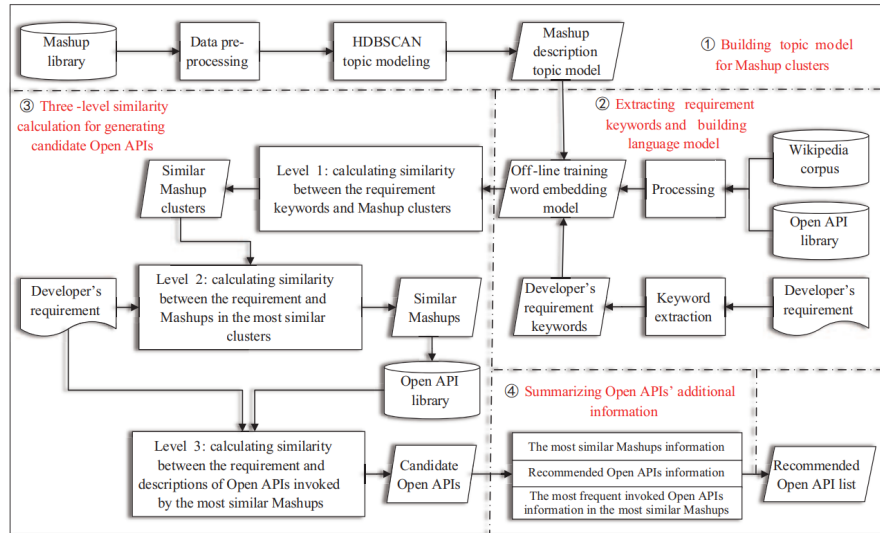 Mashup
library
Data pre-
processing
HDBSCAN
topic modeling
Mashup
description
topic model
① Building topic model
for Mashup clusters
③ Three -level similarity
calculation for generating
candidate Open APIs
② Extracting requirement
keywords and building
language model
Similar
Mashup
clusters
Level 1: calculating similarity
between the requirement
keywords and Mashup clusters
Off-line training
word embedding
model
Processing
Wikipedia
corpus
Open API
library
Developer's
requirement
Level 2: calculating similarity
between the requirement and
Mashups in the most similar
clusters
Similar
Mashups
Developer's
requirement
keywords
Keyword
extraction
Developer's
requirement
Open API
library
④ Summarizing Open APIs' additional
information
Level 3: calculating similarity
between the requirement and
descriptions of Open APIs invoked
by the most similar Mashups
Candidate
Open APIs
The most similar Mashups information
Recommended Open APIs information
The most frequent invoked Open APIs
information in the most similar Mashups
Recommended
Open API list